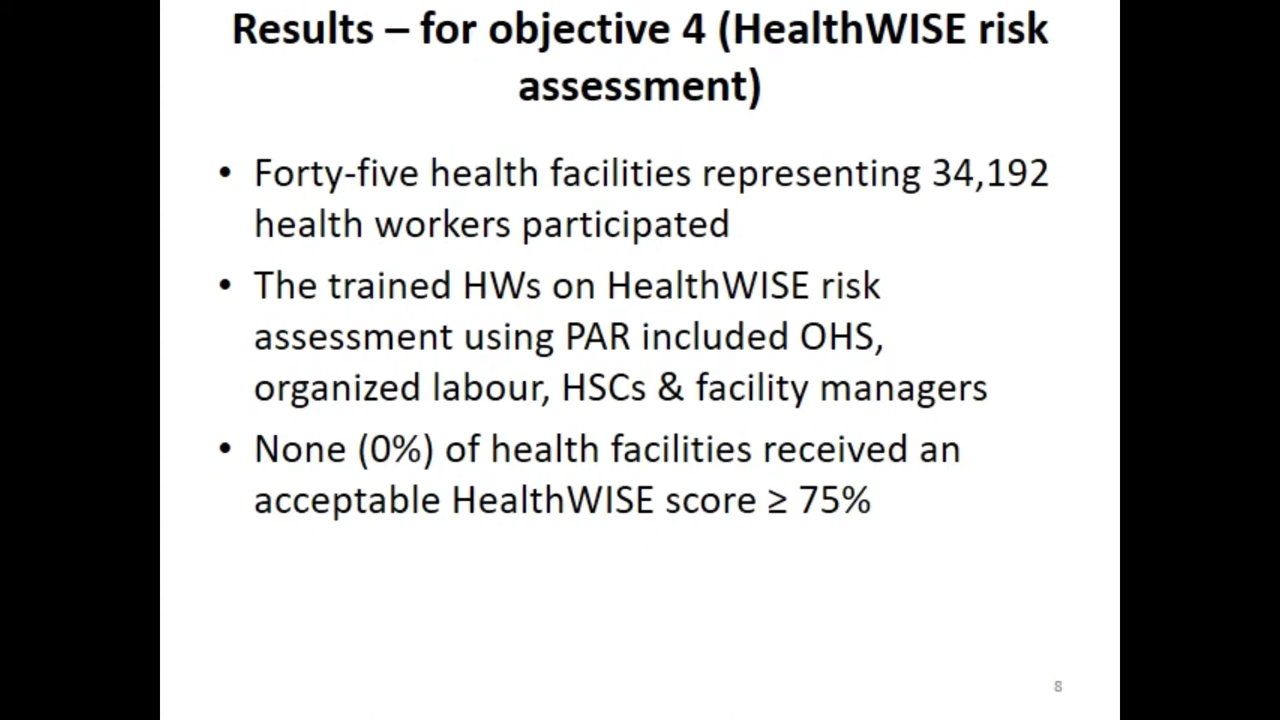 Results – for objective 4 (HealthWISE risk
assessment)
• Forty-five health facilities representing 34,192
health workers participated
• The trained HWs on HealthWISE risk
assessment using PAR included OHS,
organized labour, HSCs & facility managers
• None (0%) of health facilities received an
acceptable HealthWISE score ≥ 75%
8